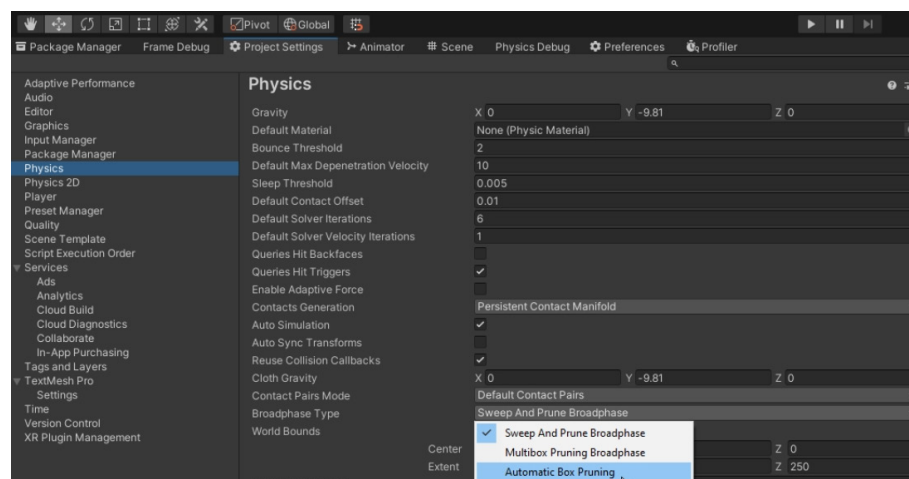 Pivot Global
Package Manager Frame Debug Project Settings Animator Scene Physics Debug Preferences Profiler
Adaptive Performance
Audio
Editor
Graphics
Input Manager
Package Manager
Physics
Physics 2D
Player
Preset Manager
Quality
Scene Template
Script Execution Order
Services
Ads
Analytics
Cloud Build
Cloud Diagnostics
Collaborate
In-App Purchasing
Tags and Layers
TextMesh Pro
Settings
Time
Version Control
XR Plugin Management
Physics
Gravity X 0 Y -9.81 Z 0
Default Material None (Physic Material)
Bounce Threshold 2
Default Max Depenetration Velocity 10
Sleep Threshold 0.005
Default Contact Offset 0.01
Default Solver Iterations 6
Default Solver Velocity Iterations 1
Queries Hit Backfaces
Queries Hit Triggers
Enable Adaptive Force
Contacts Generation Persistent Contact Manifold
Auto Simulation
Auto Sync Transforms
Reuse Collision Callbacks
Cloth Gravity X 0 Y -9.81 Z 0
Contact Pairs Mode Default Contact Pairs
Broadphase Type Sweep And Prune Broadphase
World Bounds Sweep And Prune Broadphase
Center Multibox Pruning Broadphase Z 0
Extent Automatic Box Pruning Z 250